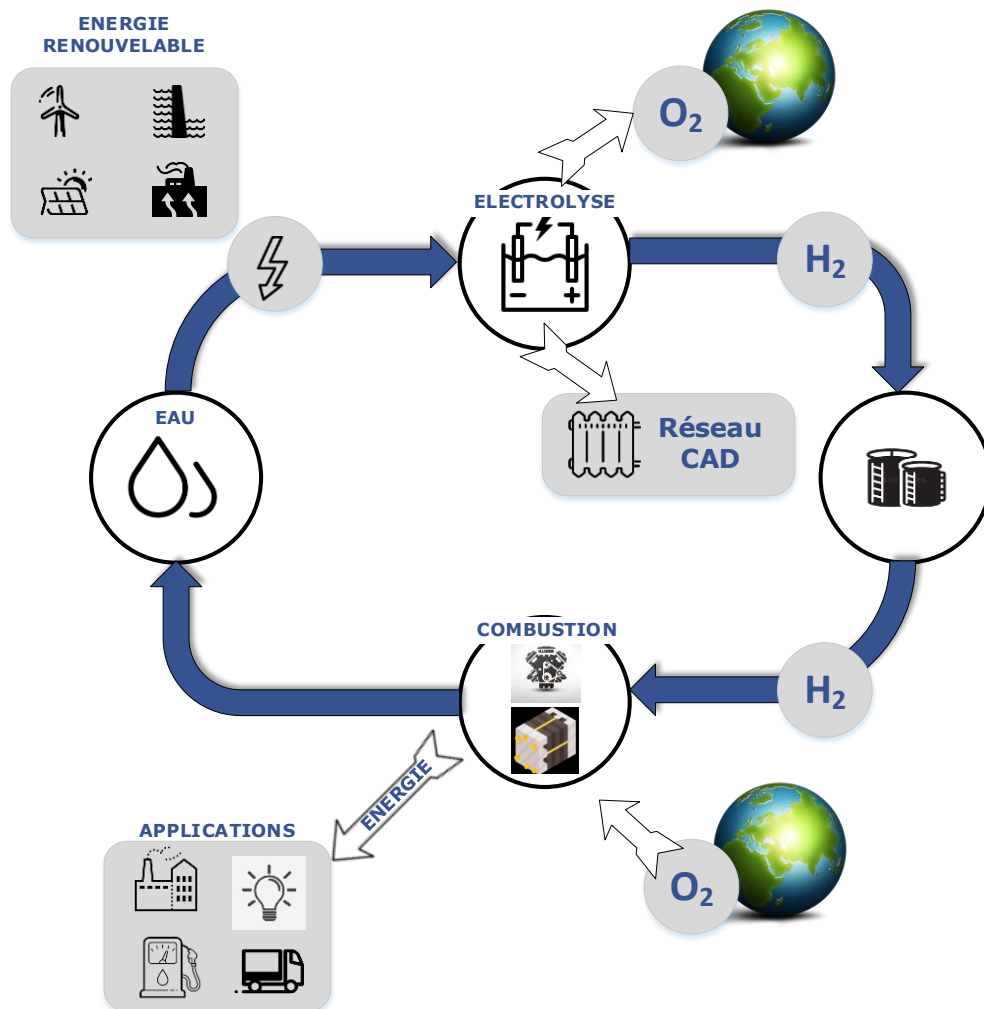 ENERGIE
RENOUVELABLE
O₂
ELECTROLYSE
H₂
EAU
Réseau
CAD
COMBUSTION
H₂
ENERGIE
APPLICATIONS
O₂